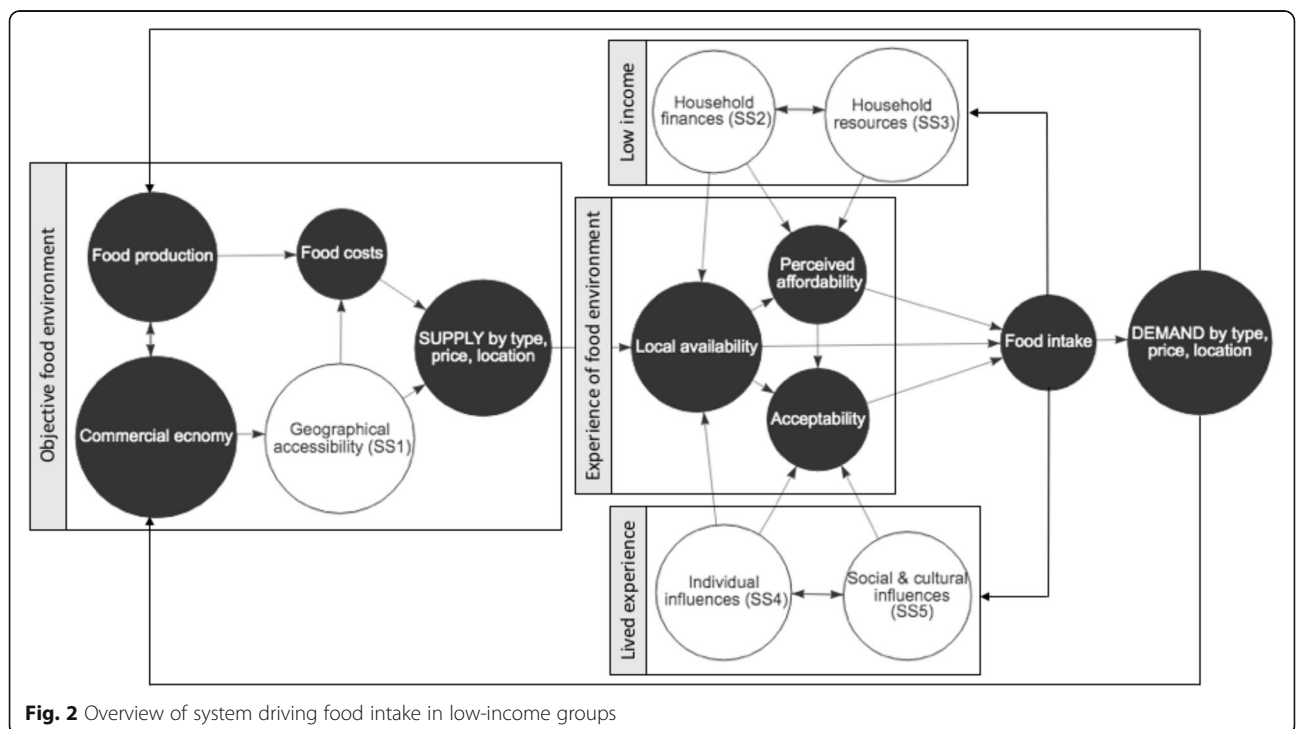 Low income
Household
finances (SS2)
Household
resources (SS3)
Objective food environment
Food production
Food costs
SUPPLY by type,
price, location
Commercial ecnomy
Geographical
accessibility (SS1)
Experience of food environment
Perceived
affordability
Local availability
Acceptability
Food intake
DEMAND by type,
price, location
Lived experience
Individual
influences (SS4)
Social & cultural
influences
(SS5)
Fig. 2 Overview of system driving food intake in low-income groups